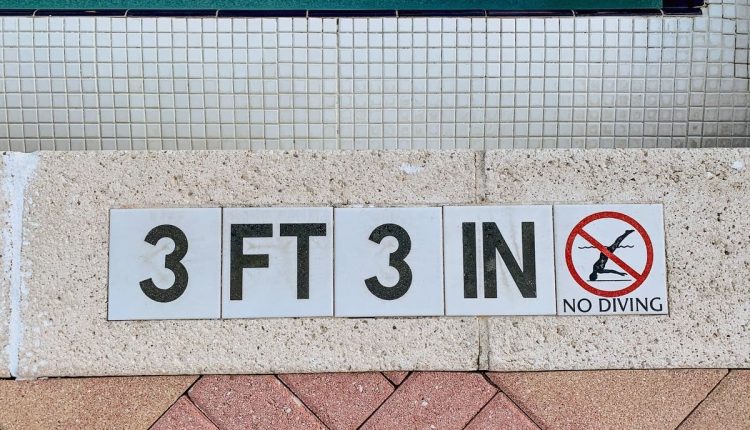 3 FT 3 IN
NO DIVING